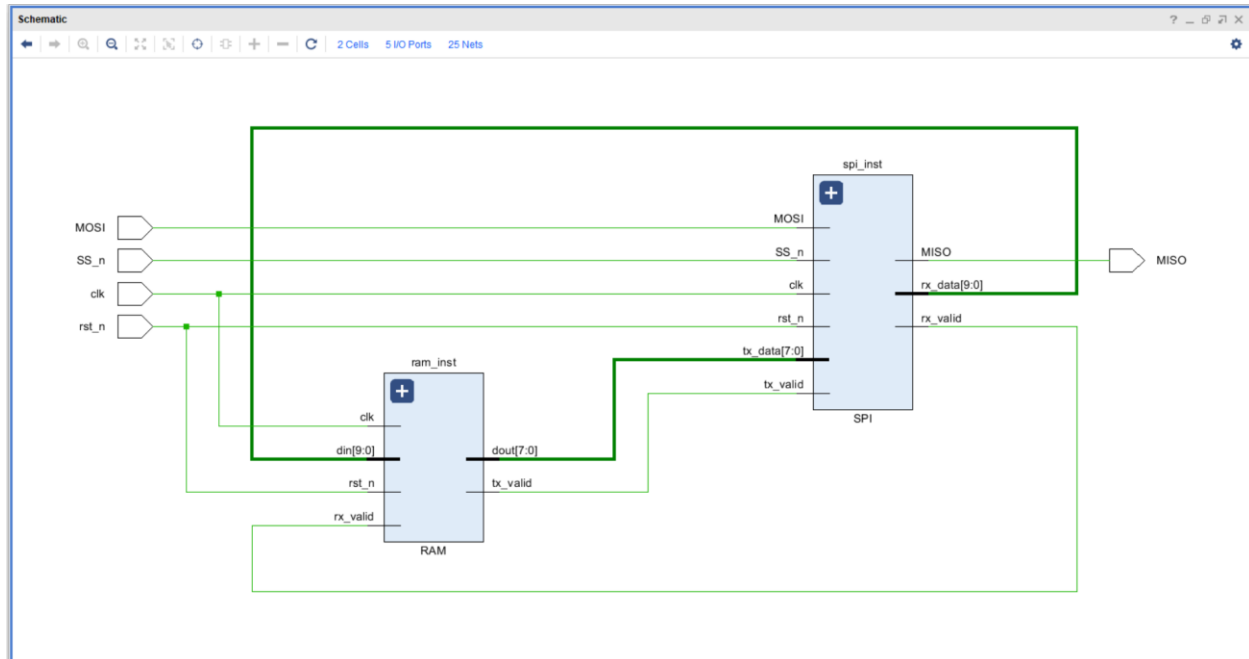 Schematic
2 Cells 5 I/O Ports 25 Nets
spi_inst
MOSI
MOSI
SS_n
SS_n
MISO
MISO
clk
clk
rx_data[9:0]
rst_n
rst_n
rx_valid
tx_data[7:0]
ram_inst
tx_valid
clk
SPI
din[9:0]
dout[7:0]
rst_n
tx_valid
rx_valid
RAM